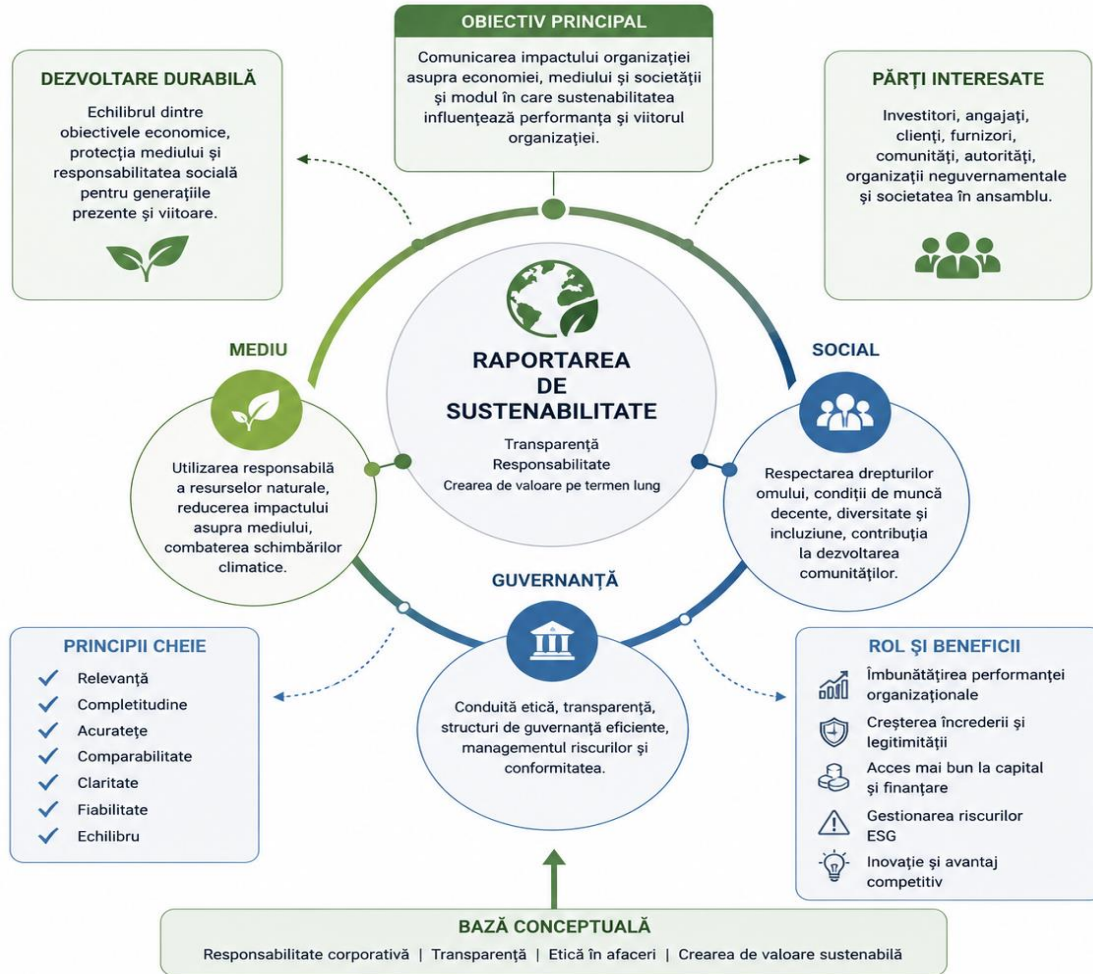 OBIECTIV PRINCIPAL
Comunicarea impactului organizației
asupra economiei, mediului și societății
și modul în care sustenabilitatea
influențează performanța și viitorul
organizației.
DEZVOLTARE DURABILĂ
Echilibrul dintre
obiectivele economice,
protecția mediului și
responsabilitatea socială
pentru generațiile
prezente și viitoare.
PĂRȚI INTERESATE
Investitori, angajați,
clienți, furnizori,
comunități, autorități,
organizații neguvernamentale
și societatea în ansamblu.
RAPORTAREA
DE
SUSTENABILITATE
Transparență
Responsabilitate
Crearea de valoare pe termen lung
MEDIU
Utilizarea responsabilă
a resurselor naturale,
reducerea impactului
asupra mediului,
combaterea schimbărilor
climatice.
SOCIAL
Respectarea drepturilor
omului, condiții de muncă
decente, diversitate și
incluziune, contribuția
la dezvoltarea
comunităților.
GUVERNANȚĂ
Conduită etică, transparență,
structuri de guvernanță eficiente,
managementul riscurilor și
conformitatea.
PRINCIPII CHEIE
Relevanță
Completitudine
Acuratețe
Comparabilitate
Claritate
Fiabilitate
Echilibru
ROL ȘI BENEFICII
Îmbunătățirea performanței
organizaționale
Creșterea încrederii și
legitimității
Acces mai bun la capital
și finanțare
Gestionarea riscurilor
ESG
Inovație și avantaj
competitiv
BAZĂ CONCEPTUALĂ
Responsabilitate corporativă | Transparență | Etică în afaceri | Crearea de valoare sustenabilă